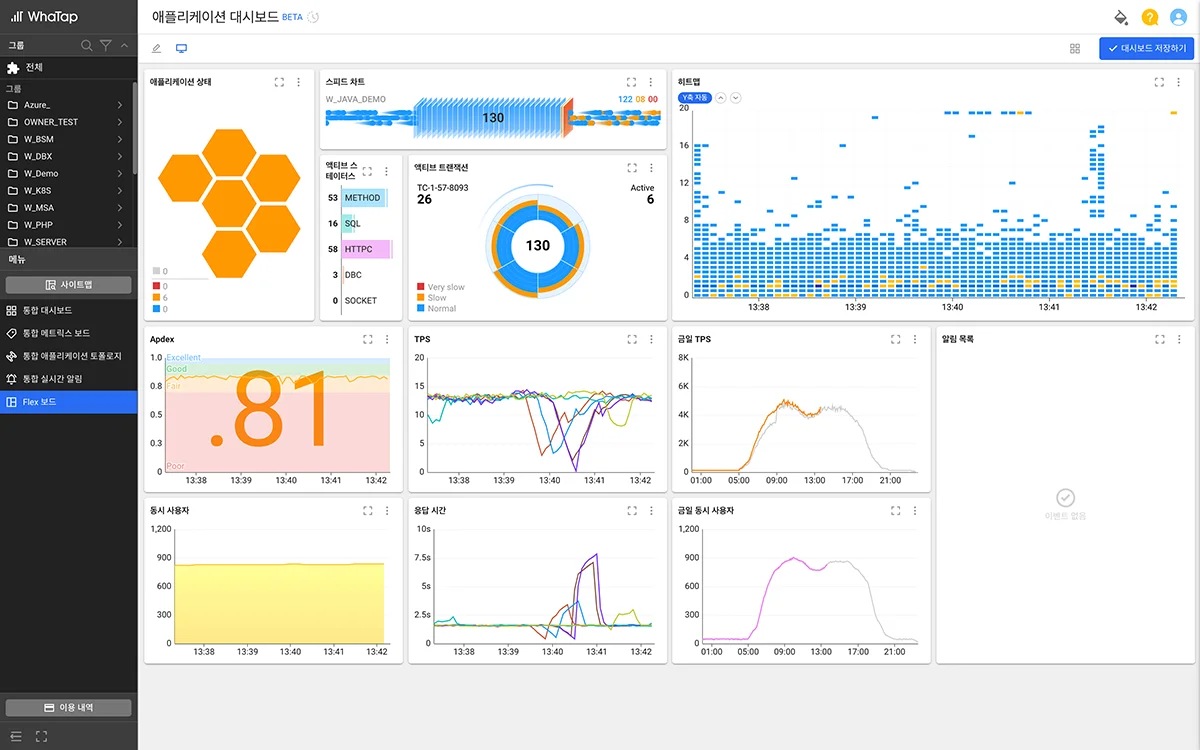 WhaTap
그룹
전체
그룹
Azure_
OWNER_TEST
W_BSM
W_DBX
W_Demo
W_K8S
W_MSA
W_PHP
W_SERVER
메뉴
사이트맵
통합 대시보드
통합 메트릭스 보드
통합 애플리케이션 토폴로지
통합 실시간 알림
Flex 보드
이용 내역
애플리케이션 대시보드 BETA
?
대시보드 저장하기
애플리케이션 상태
0
0
6
0
스피드 차트
W_JAVA_DEMO
122 08 00
130
액티브 스
테이터스
53 METHOD
16 SQL
58 HTTPC
3 DBC
0 SOCKET
액티브 트랜잭션
TC-1-57-8093
26
Active
6
130
Very slow
Slow
Normal
히트맵
Y축 자동
20
16
12
8
4
0
13:38 13:39 13:40 13:41 13:42
Apdex
1.0
0.8
0.5
0.3
0
Excellent
Good
Fair
Poor
.81
13:38 13:39 13:40 13:41 13:42
TPS
20
15
10
5
0
13:38 13:39 13:40 13:41 13:42
금일 TPS
8K
6K
4K
2K
0
01:00 05:00 09:00 13:00 17:00 21:00
알림 목록
이벤트 없음
동시 사용자
1,200
900
600
300
0
13:38 13:39 13:40 13:41 13:42
응답 시간
10s
7.5s
5s
2.5s
0
13:38 13:39 13:40 13:41 13:42
금일 동시 사용자
1,200
900
600
300
0
01:00 05:00 09:00 13:00 17:00 21:00